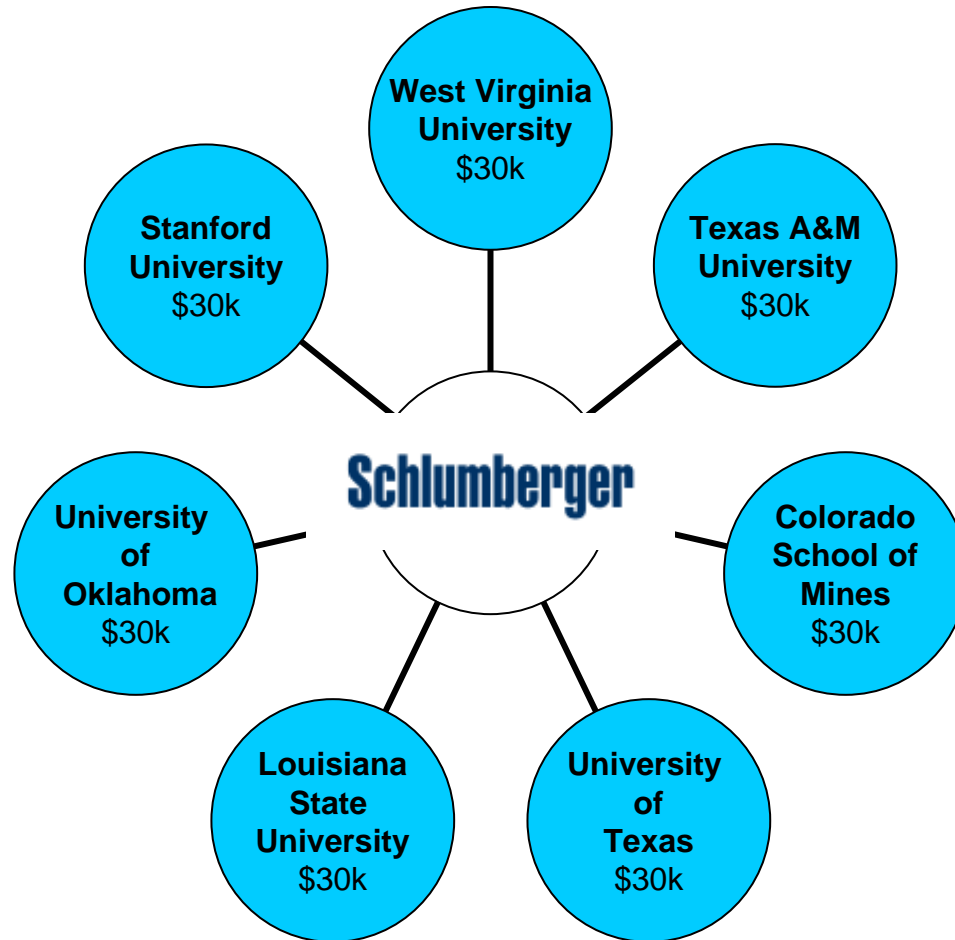 West Virginia
University
$30k
Stanford
University
$30k
Texas A&M
University
$30k
Schlumberger
University
of
Oklahoma
$30k
Colorado
School of
Mines
$30k
Louisiana
State
University
$30k
University
of
Texas
$30k